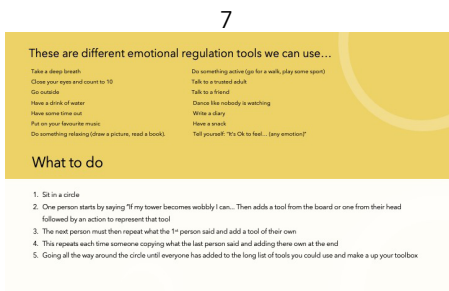 7
These are different emotional regulation tools we can use...
Take a deep breath
Close your eyes and count to 10
Go outside
Have a drink of water
Have some time out
Put on your favourite music
Do something relaxing (draw a picture, read a book).
Do something active (go for a walk, play some sport)
Talk to a trusted adult
Talk to a friend
Dance like nobody is watching
Write a diary
Have a snack
Tell yourself: "It's Ok to feel... (any emotion)"
What to do
1. Sit in a circle
2. One person starts by saying "If my tower becomes wobbly I can... Then adds a tool from the board or one from their head
followed by an action to represent that tool
3. The next person must then repeat what the 1st person said and add a tool of their own
4. This repeats each time someone copying what the last person said and adding there own at the end
5. Going all the way around the circle until everyone has added to the long list of tools you could use and make a up your toolbox